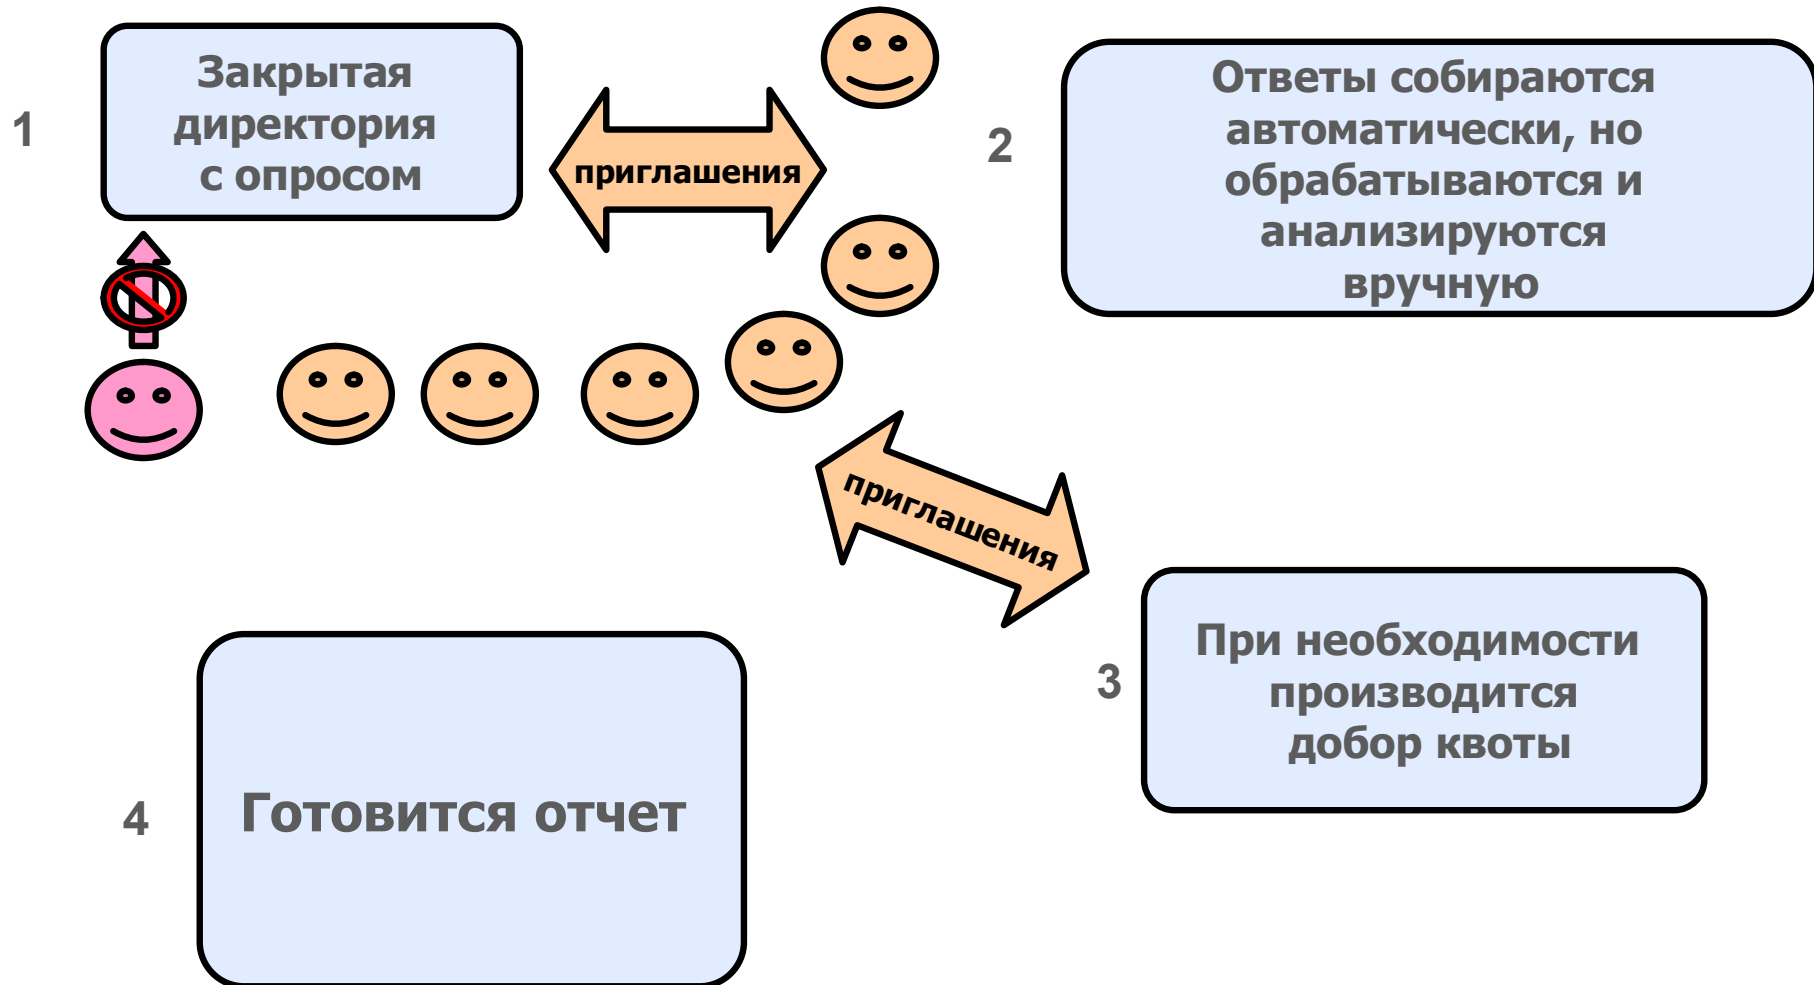 1
Закрытая
директория
с опросом
приглашения
2
Ответы собираются
автоматически, но
обрабатываются и
анализируются
вручную
приглашения
3
При необходимости
производится
добор квоты
4
Готовится отчет